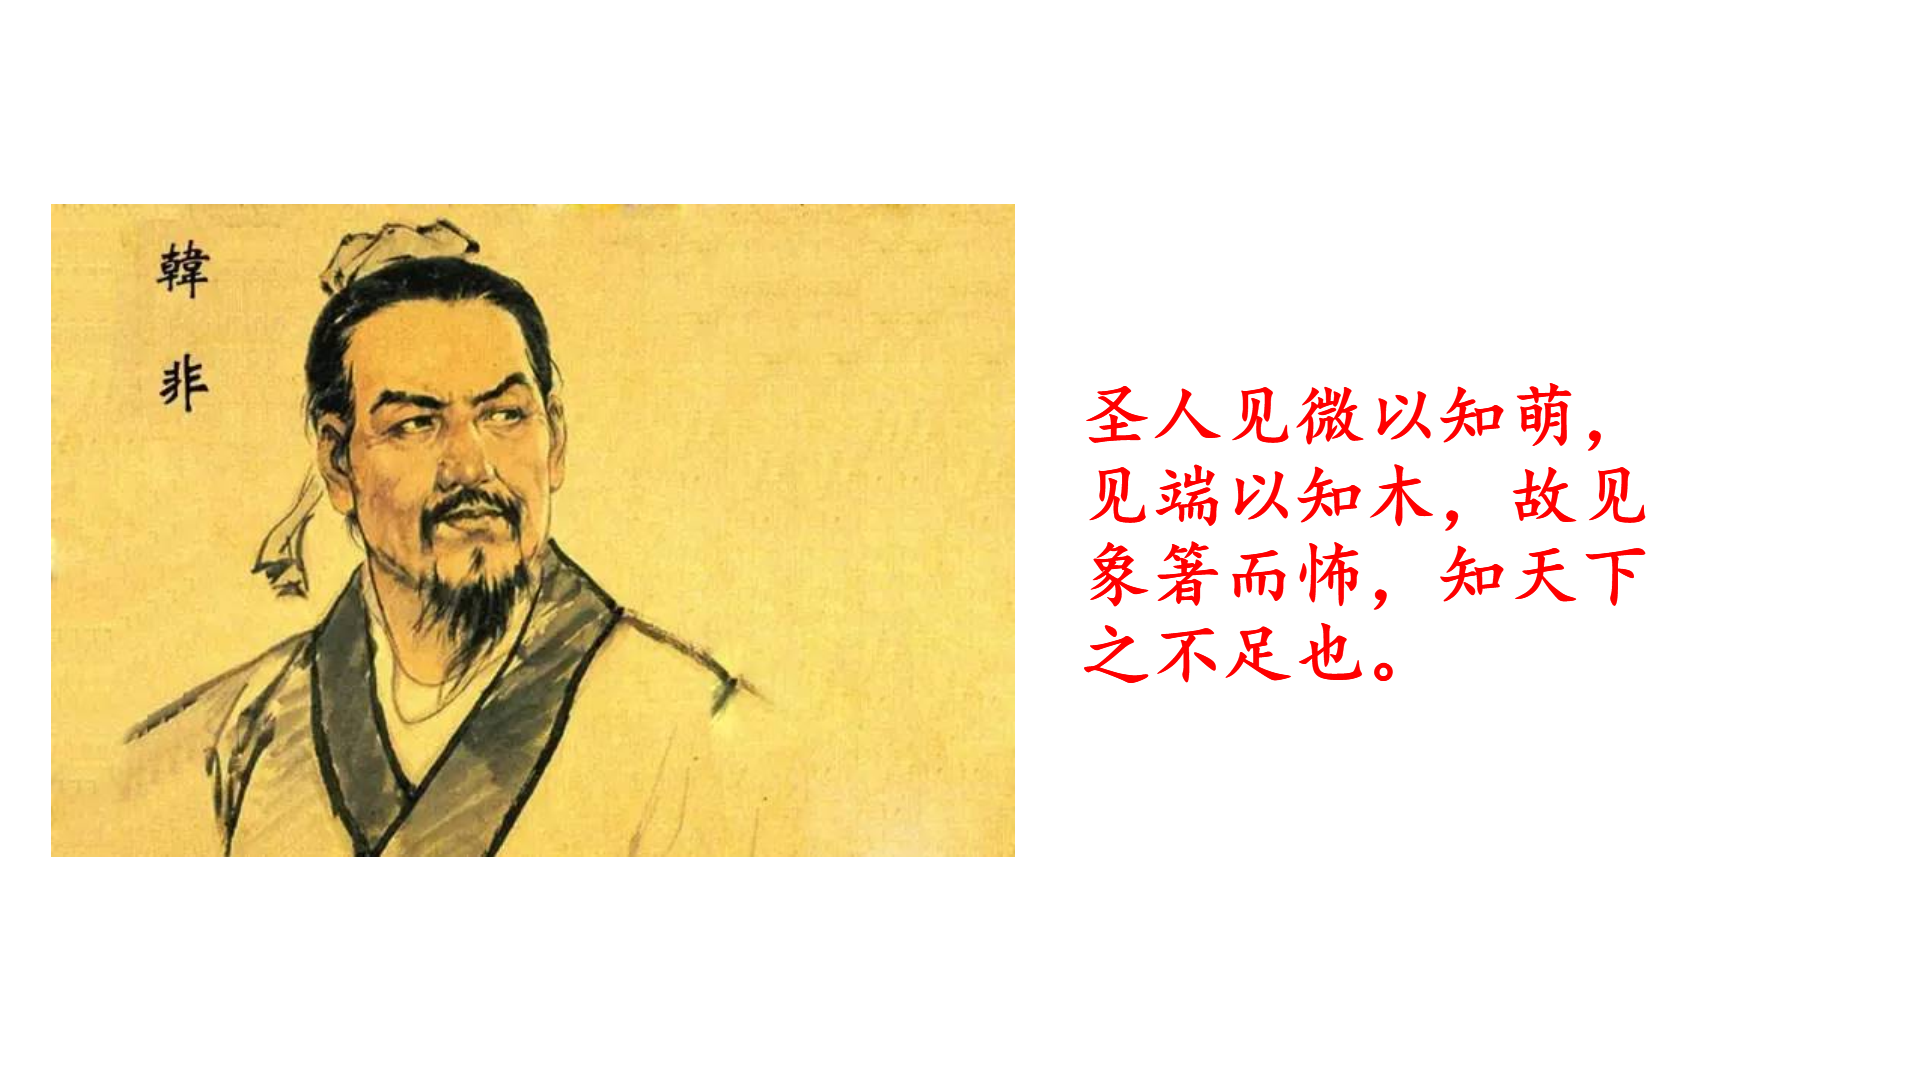 韓
非
圣人见微以知萌，
见端以知木，故见
象箸而怖，知天下
之不足也。